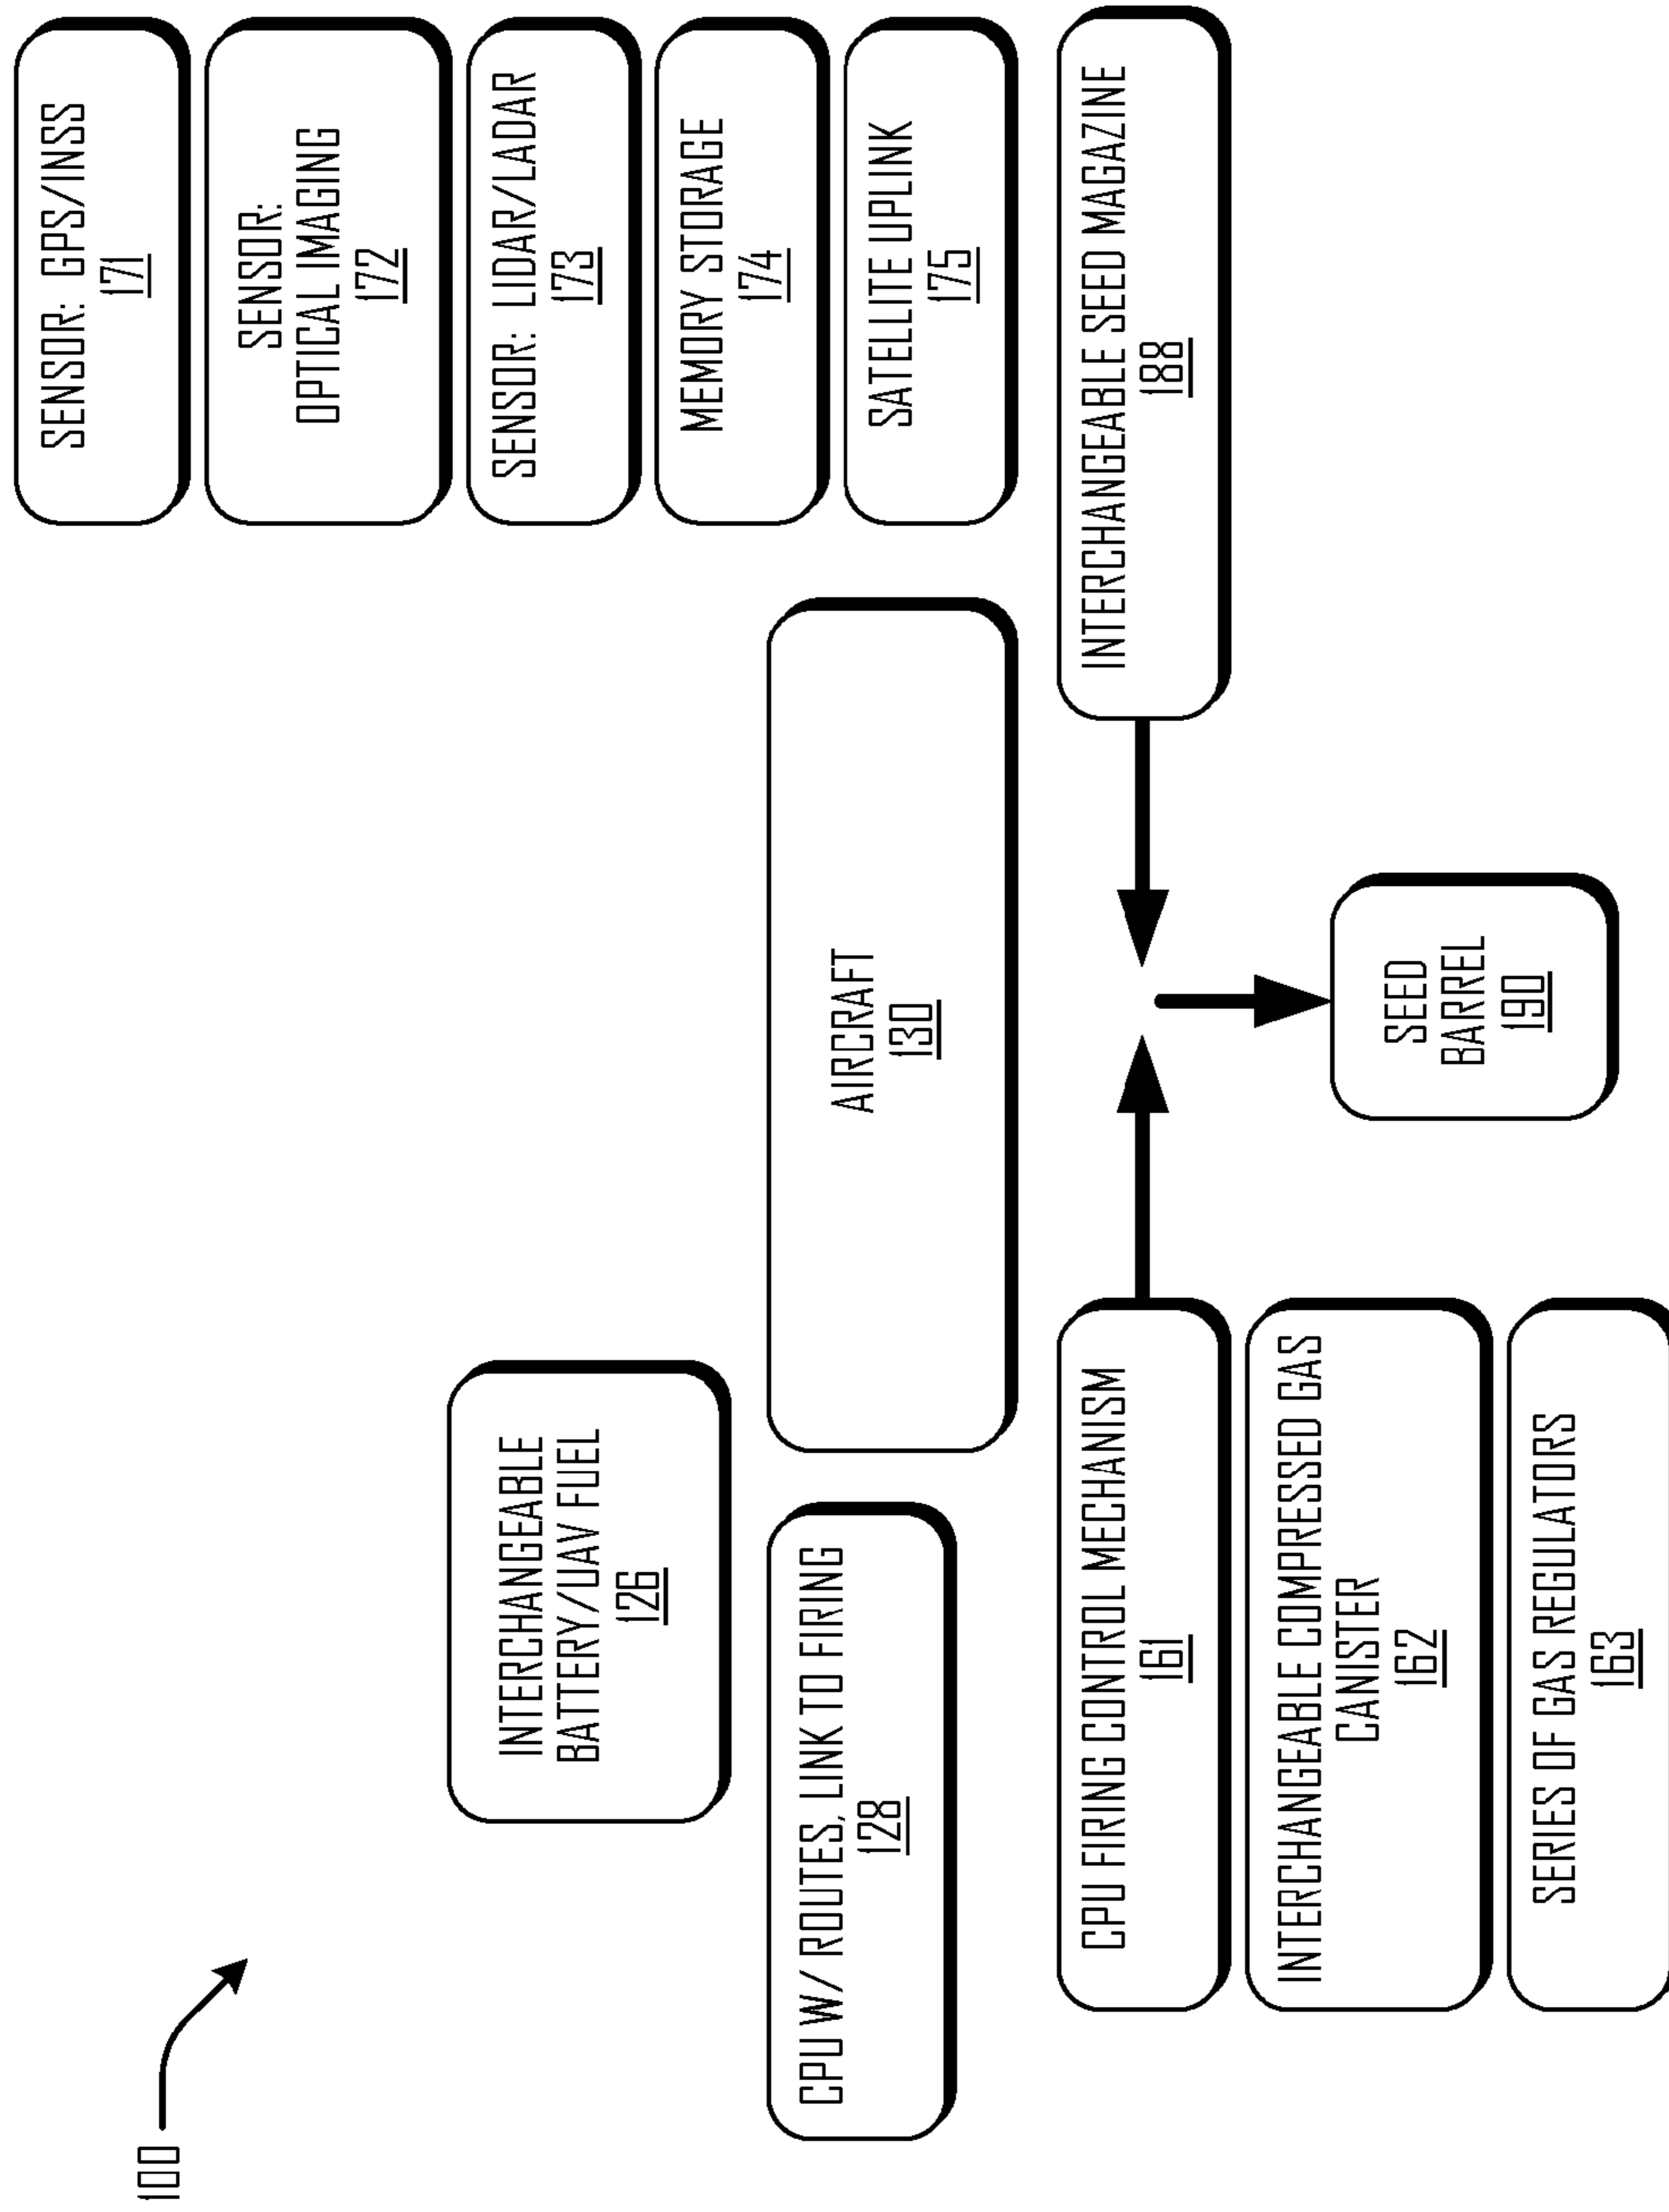 100
INTERCHANGEABLE
BATTERY/UAV FUEL
126
CPU W/ ROUTES, LINK TO FIRING
128
AIRCRAFT
130
SENSOR: GPS/INSS
171
SENSOR:
OPTICAL IMAGING
172
SENSOR: LIDAR/LADAR
173
MEMORY STORAGE
174
SATELLITE UPLINK
175
CPU FIRING CONTROL MECHANISM
161
INTERCHANGEABLE COMPRESSED GAS
CANISTER
162
SERIES OF GAS REGULATORS
163
INTERCHANGEABLE SEED MAGAZINE
188
SEED
BARREL
190